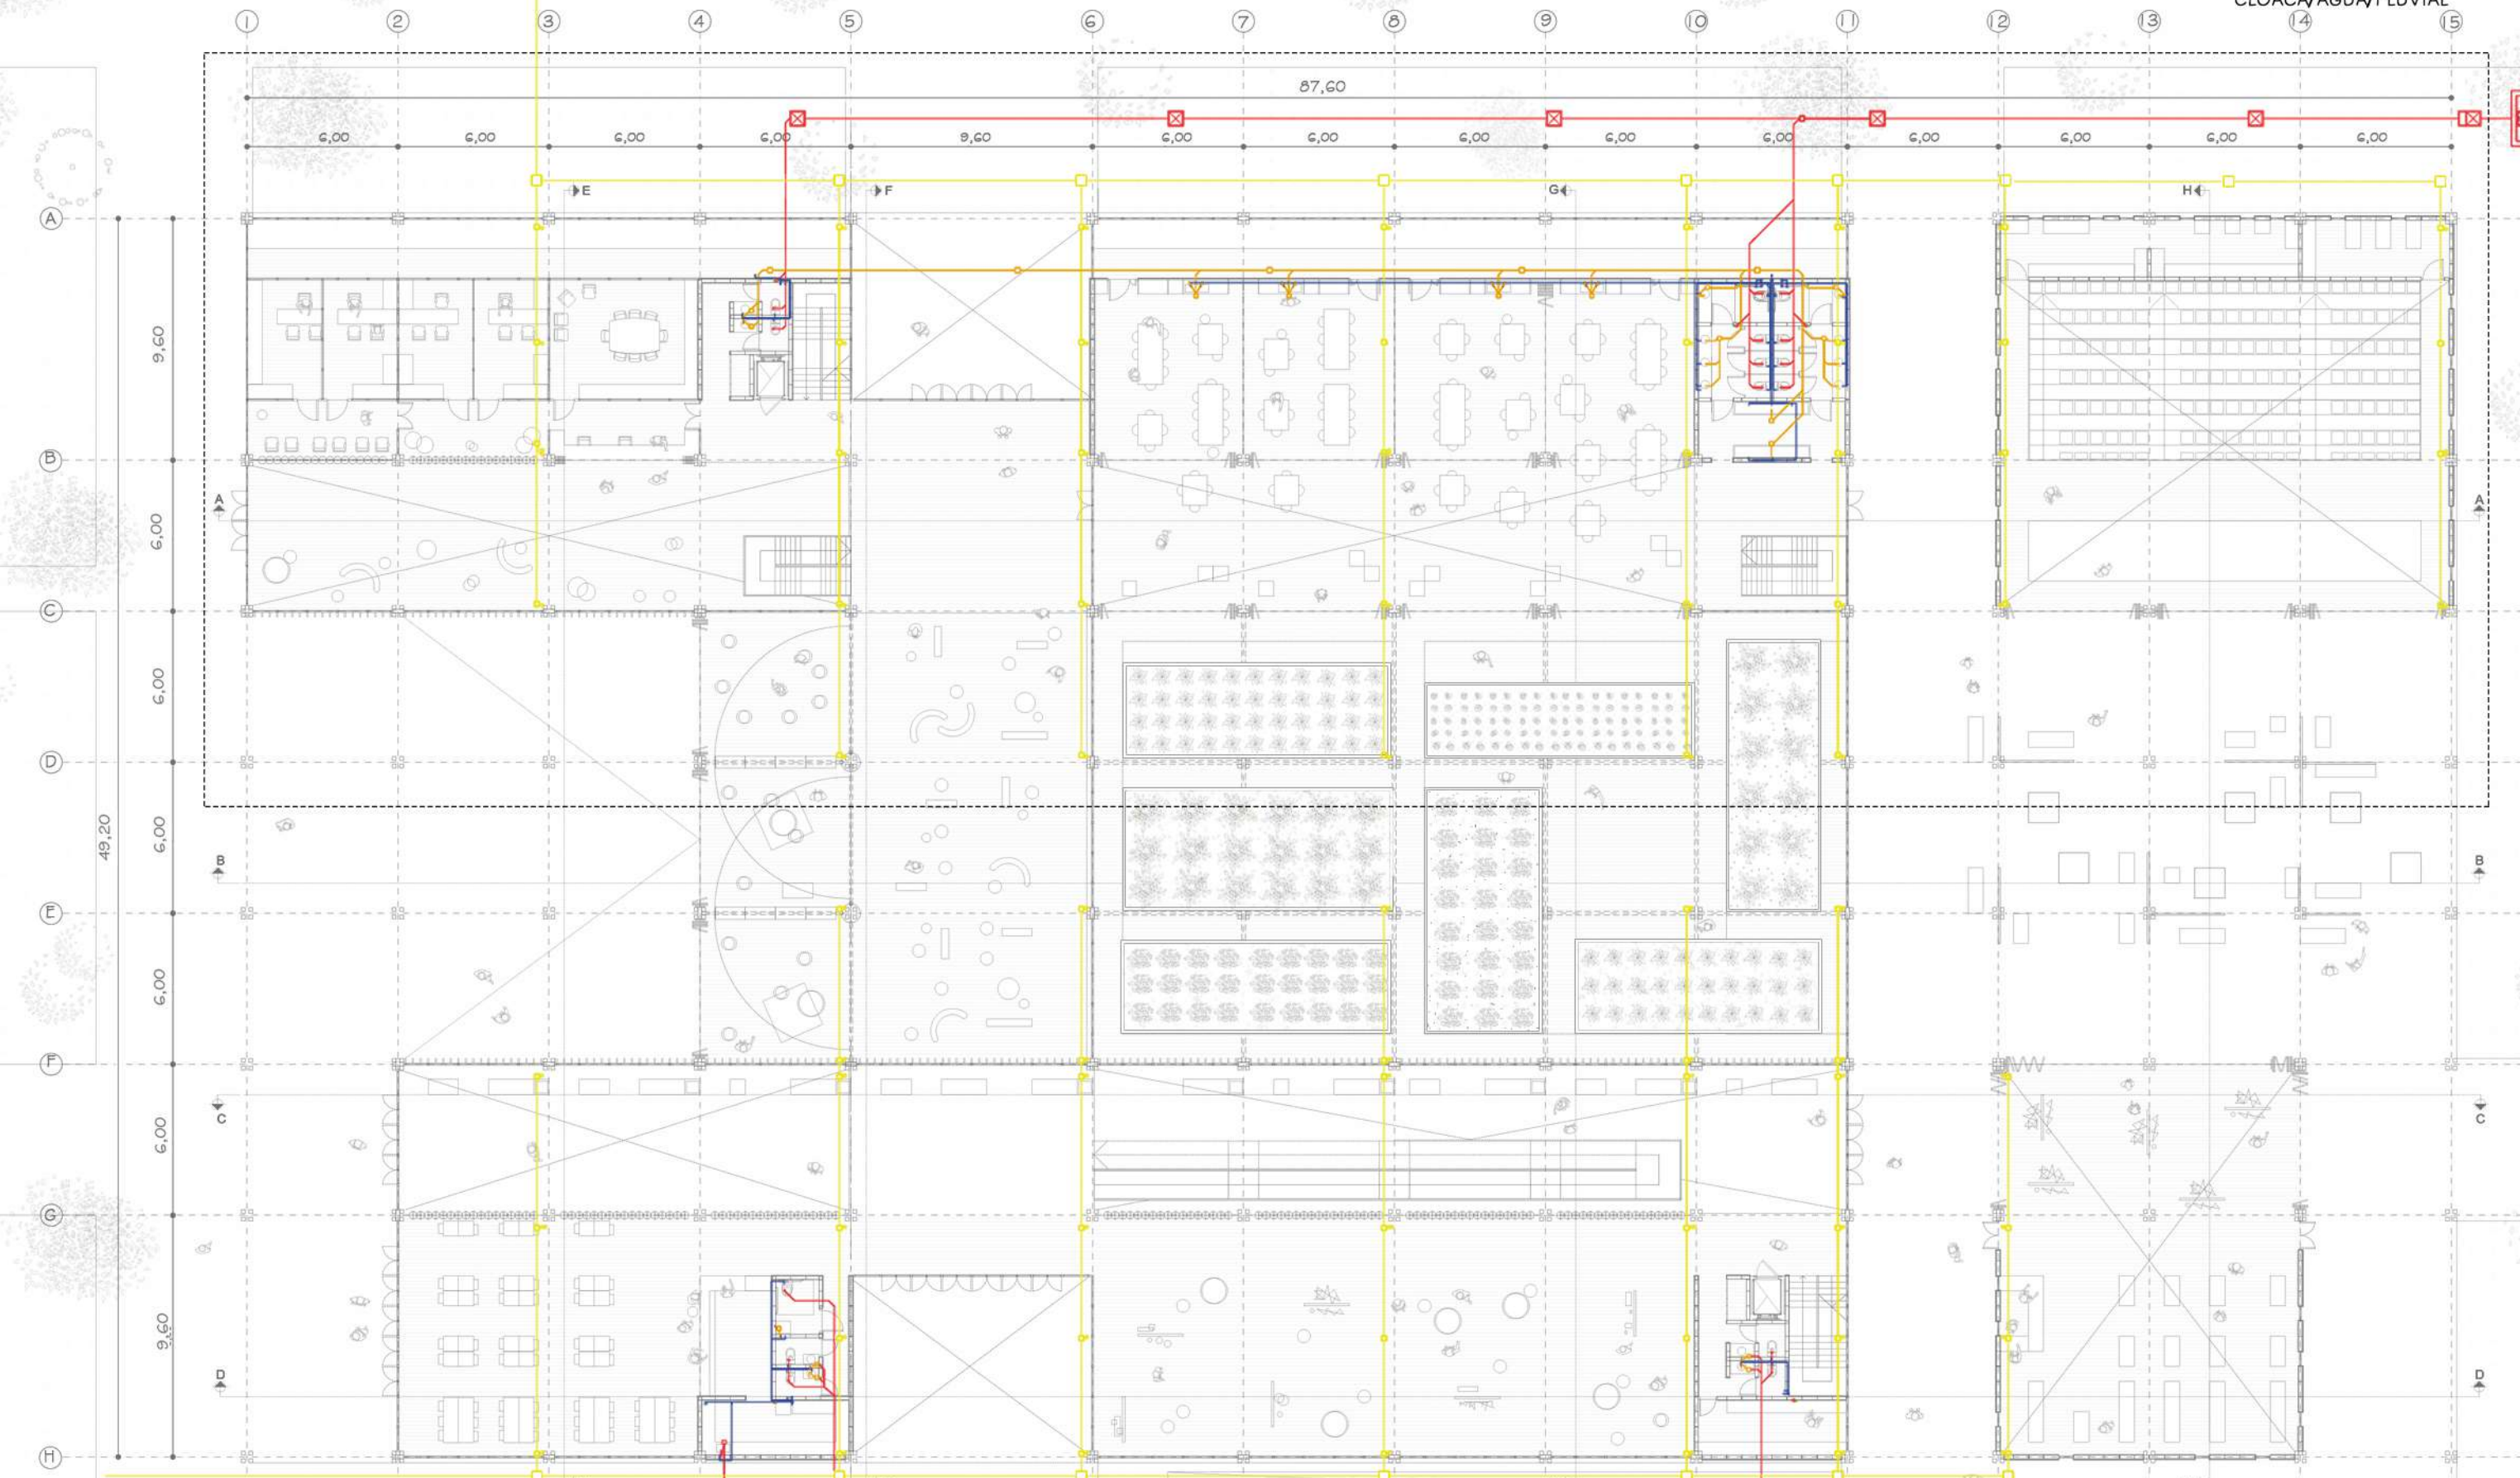 CLOACA/AGUA/PLUVIAL
1 2 3 4 5 6 7 8 9 10 11 12 13 14 15
87,60
6,00 6,00 6,00 6,00 9,60 6,00 6,00 6,00 6,00 6,00 6,00 6,00 6,00 6,00
E F G H
A
9,60
B
A A
6,00
C
6,00
D
6,00
49,20
B B
E
6,00
F
C C
6,00
G
9,60
D D
H